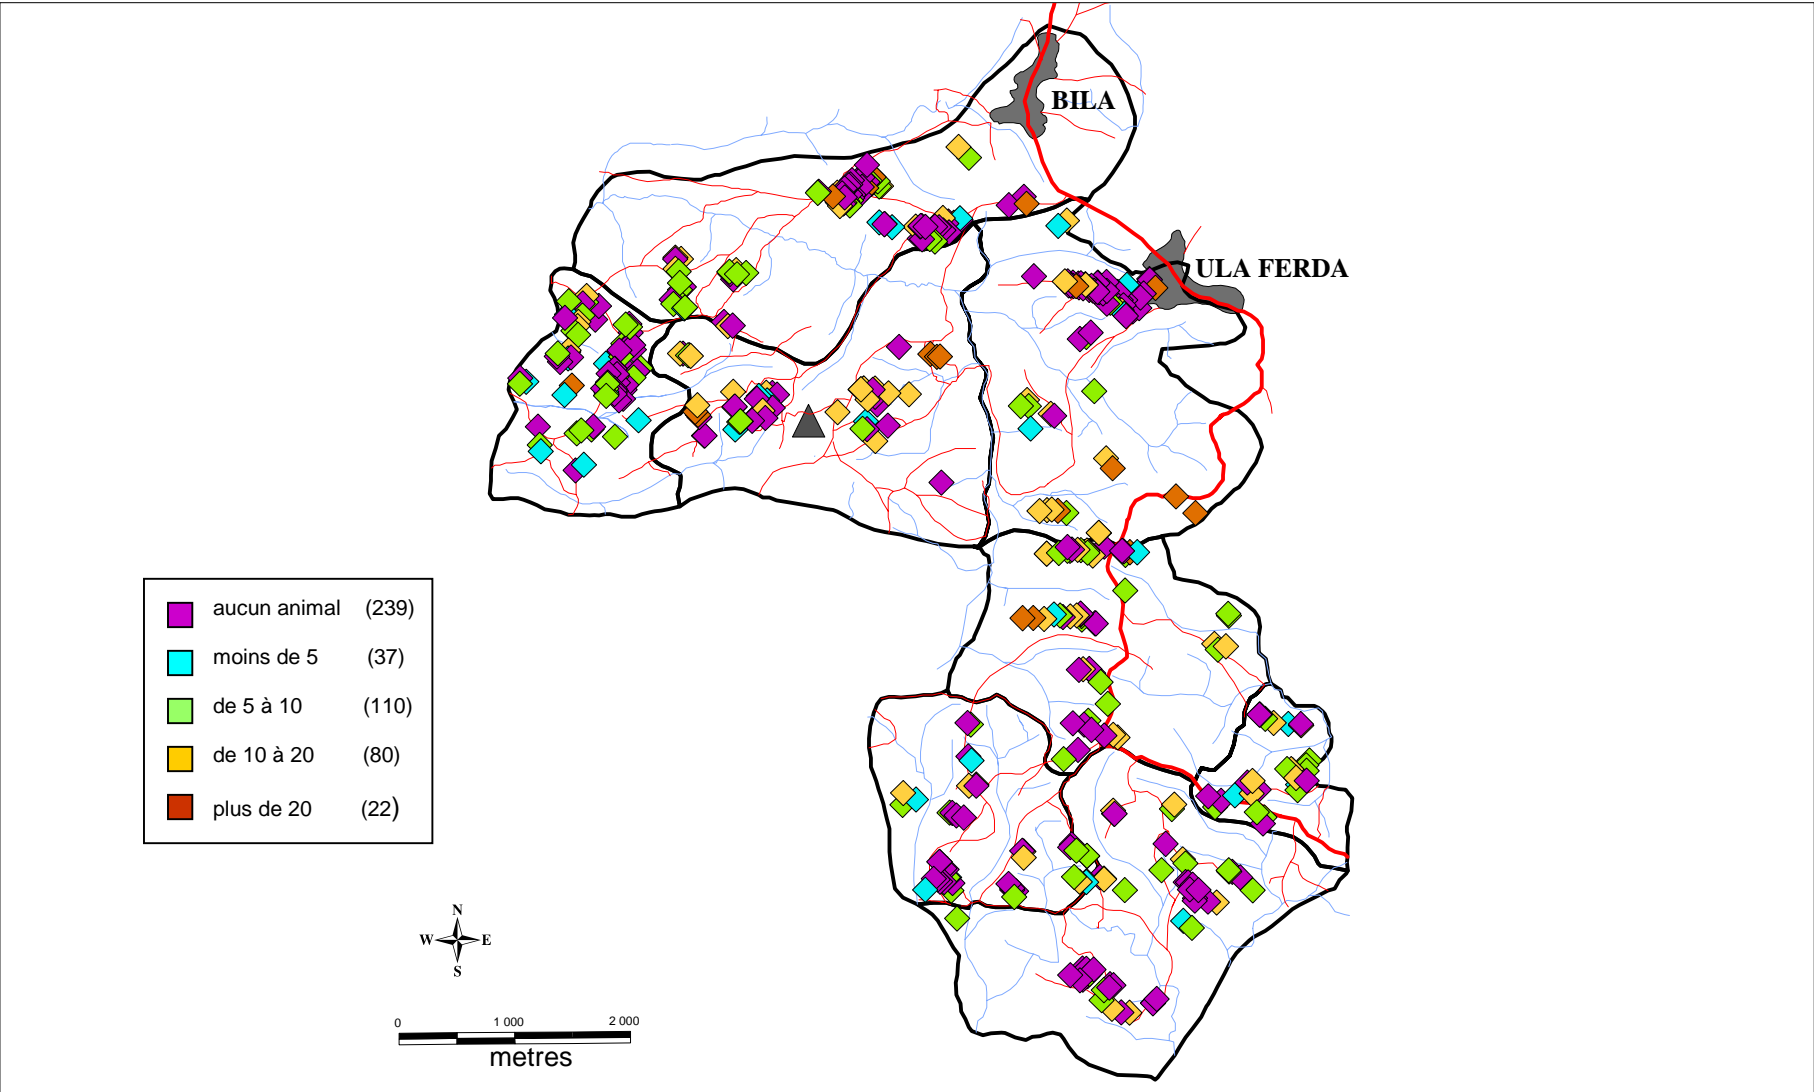 BILA
ULA FERDA
aucun animal (239)
moins de 5 (37)
de 5 à 10 (110)
de 10 à 20 (80)
plus de 20 (22)
N
W E
S
0 1 000 2 000
metres